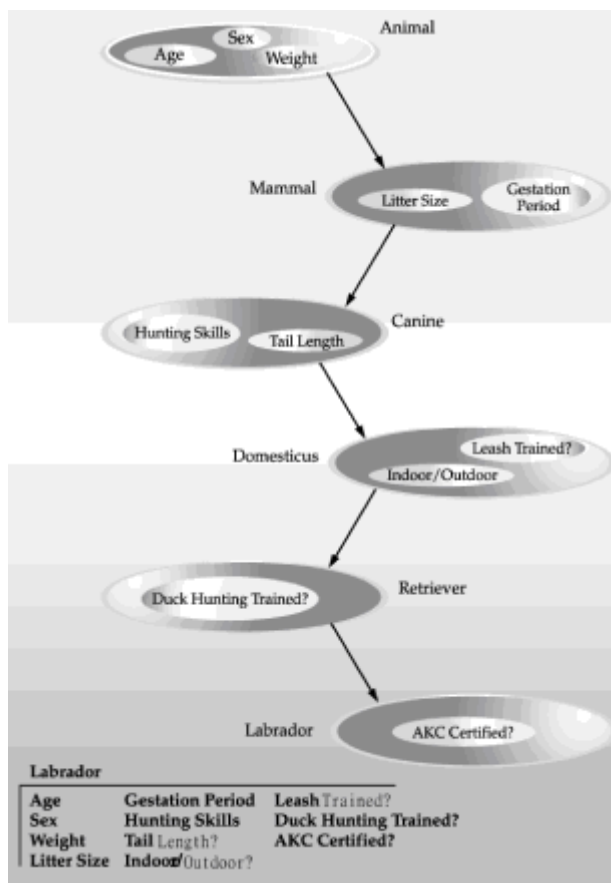 Animal
Sex
Age
Weight
Mammal
Litter Size
Gestation
Period
Canine
Hunting Skills
Tail Length
Domesticus
Leash Trained?
Indoor/Outdoor
Duck Hunting Trained?
Retriever
Labrador
AKC Certified?
Labrador
Age Gestation Period Leash Trained?
Sex Hunting Skills Duck Hunting Trained?
Weight Tail Length? AKC Certified?
Litter Size Indoor/Outdoor?